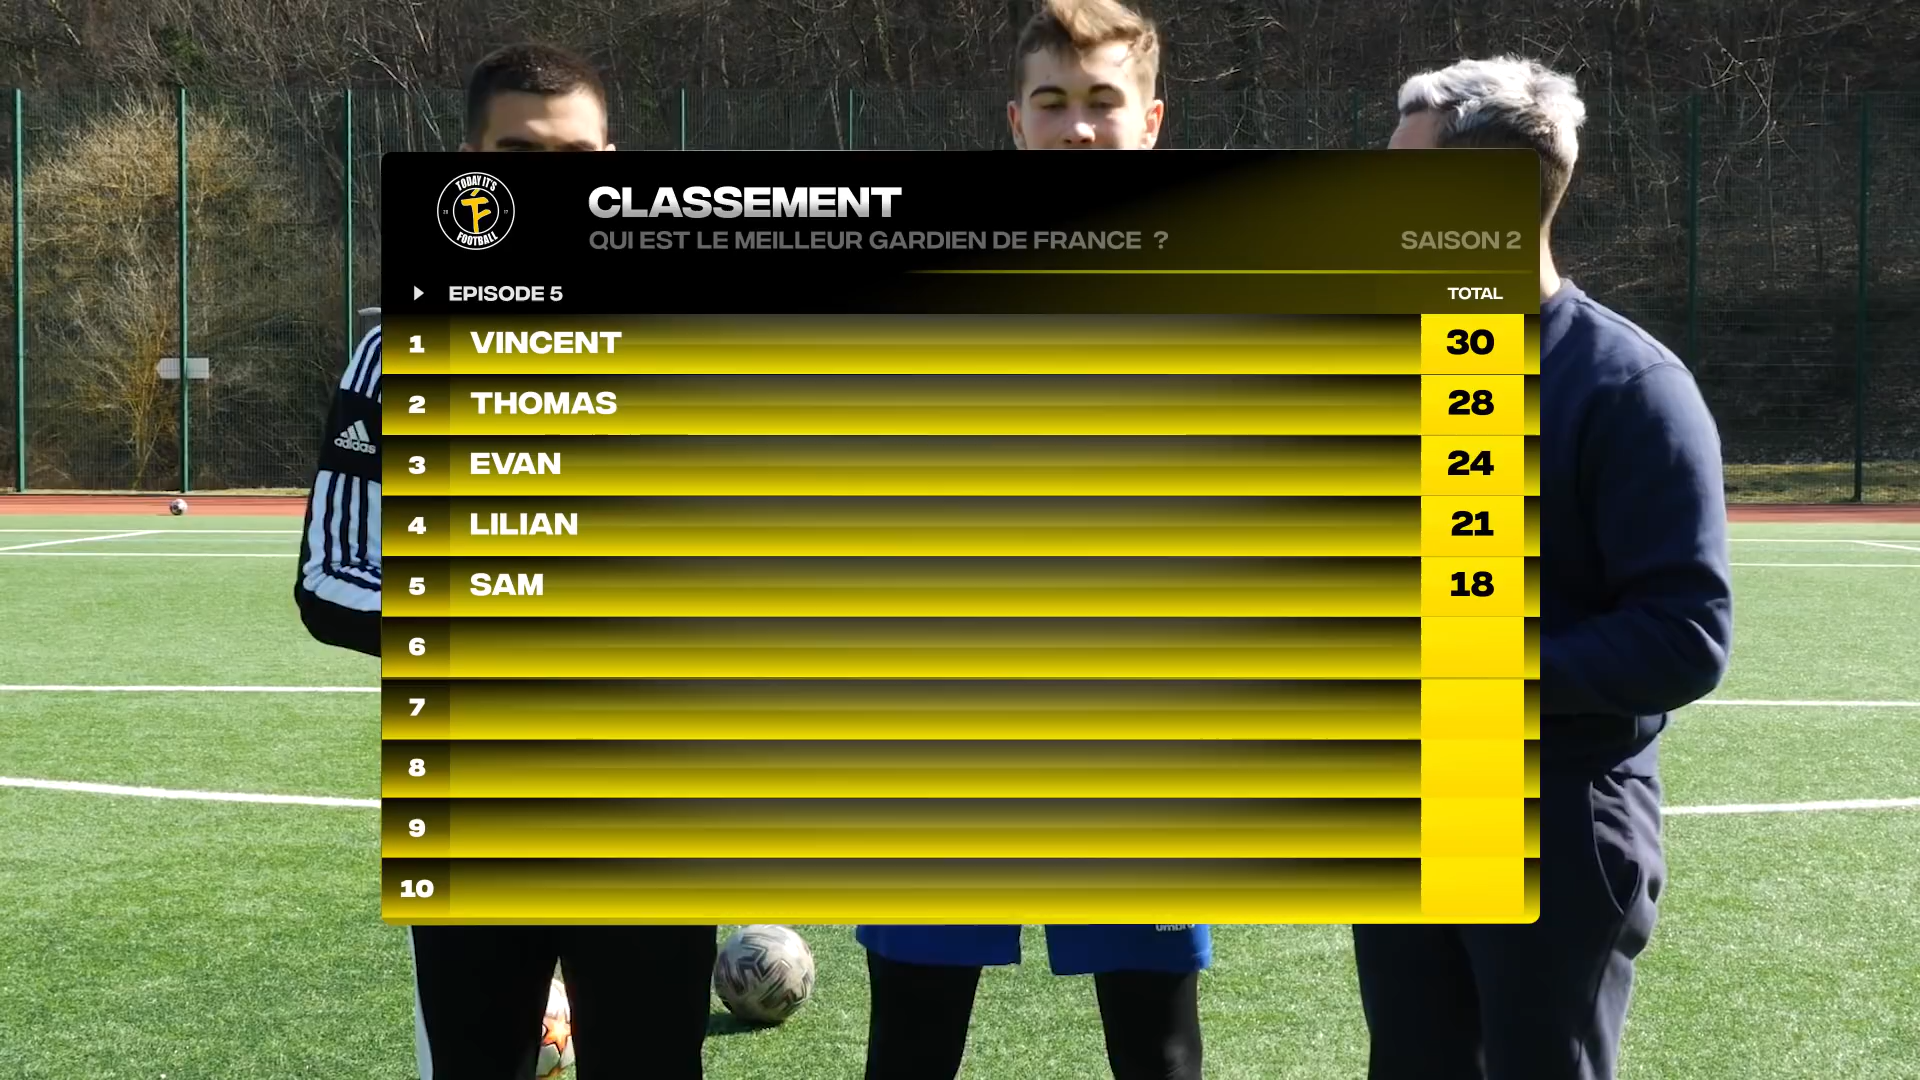 TODAY IT'S
FOOTBALL
CLASSEMENT
QUI EST LE MEILLEUR GARDIEN DE FRANCE ?
SAISON 2
EPISODE 5
TOTAL
1 VINCENT 30
2 THOMAS 28
3 EVAN 24
4 LILIAN 21
5 SAM 18
6
7
8
9
10
adidas
umbro